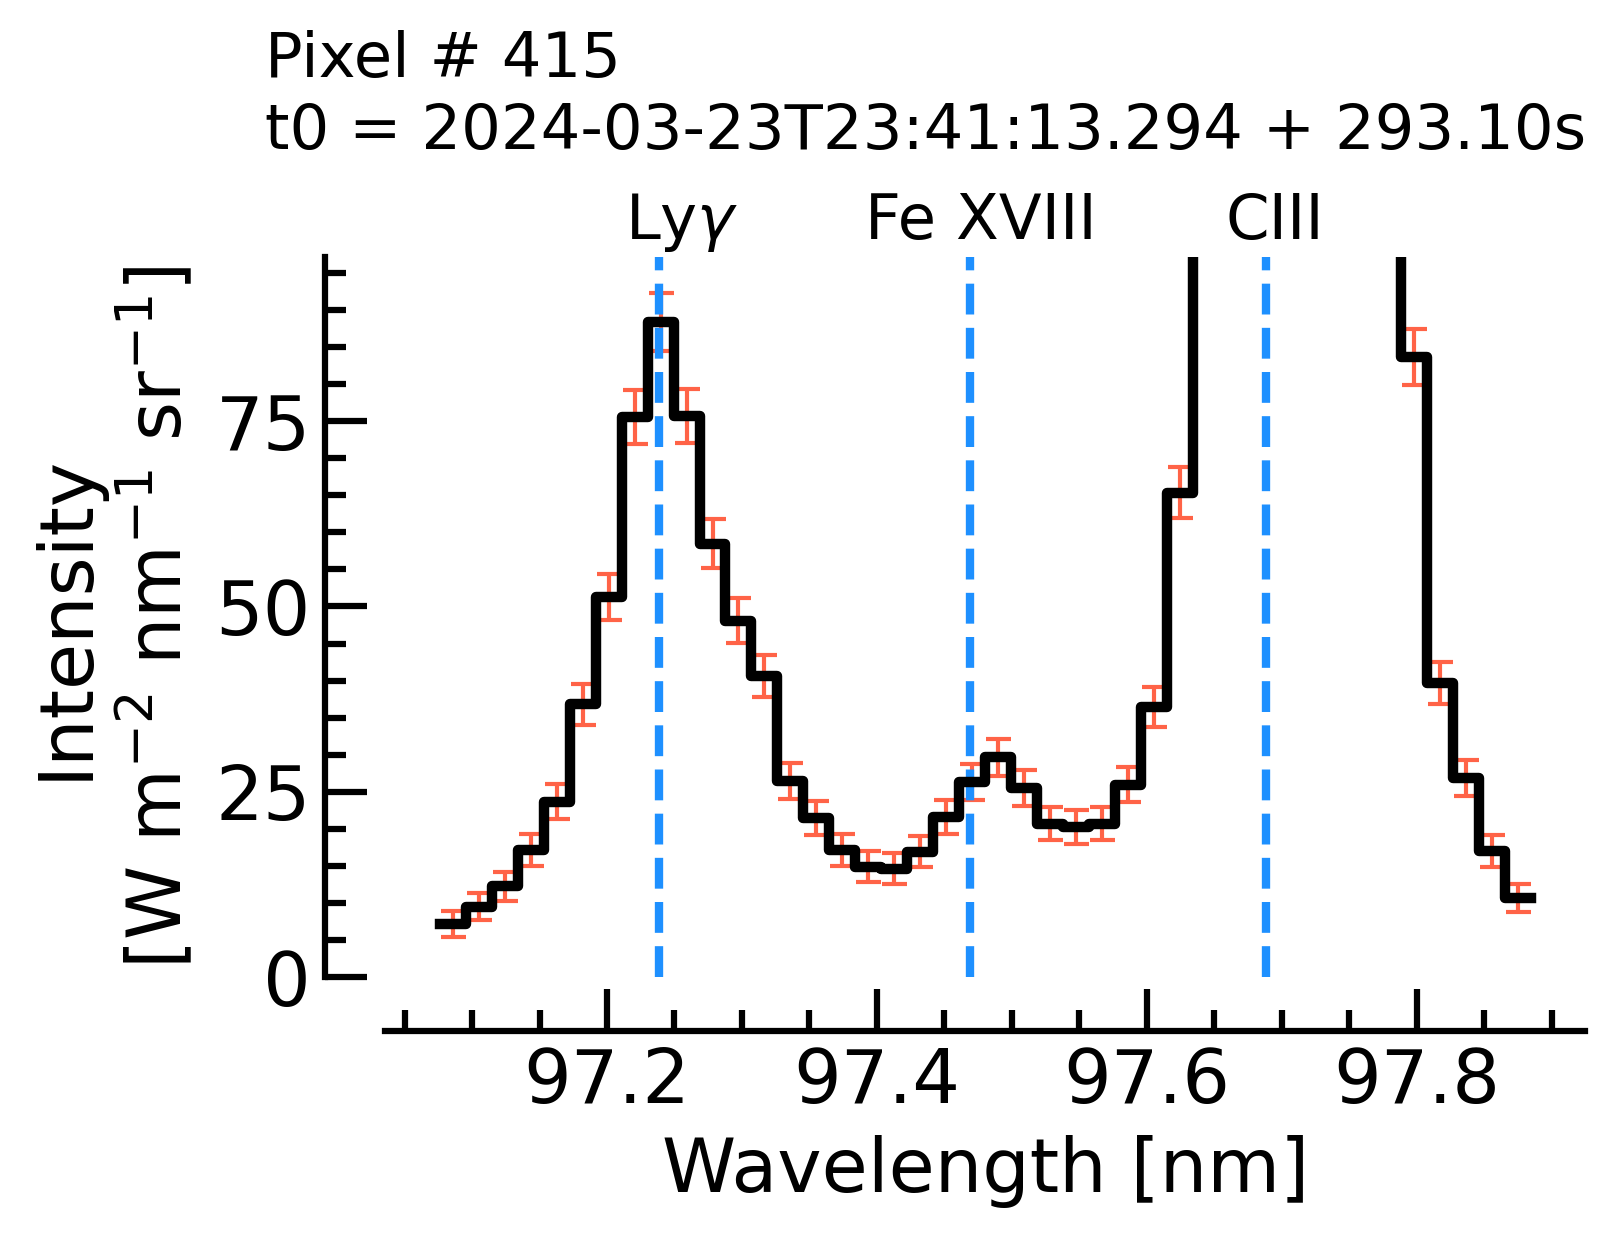 Pixel # 415
t0 = 2024-03-23T23:41:13.294 + 293.10s
Lyγ Fe XVIII CIII
Intensity
[W m⁻² nm⁻¹ sr⁻¹]
75
50
25
0
97.2 97.4 97.6 97.8
Wavelength [nm]